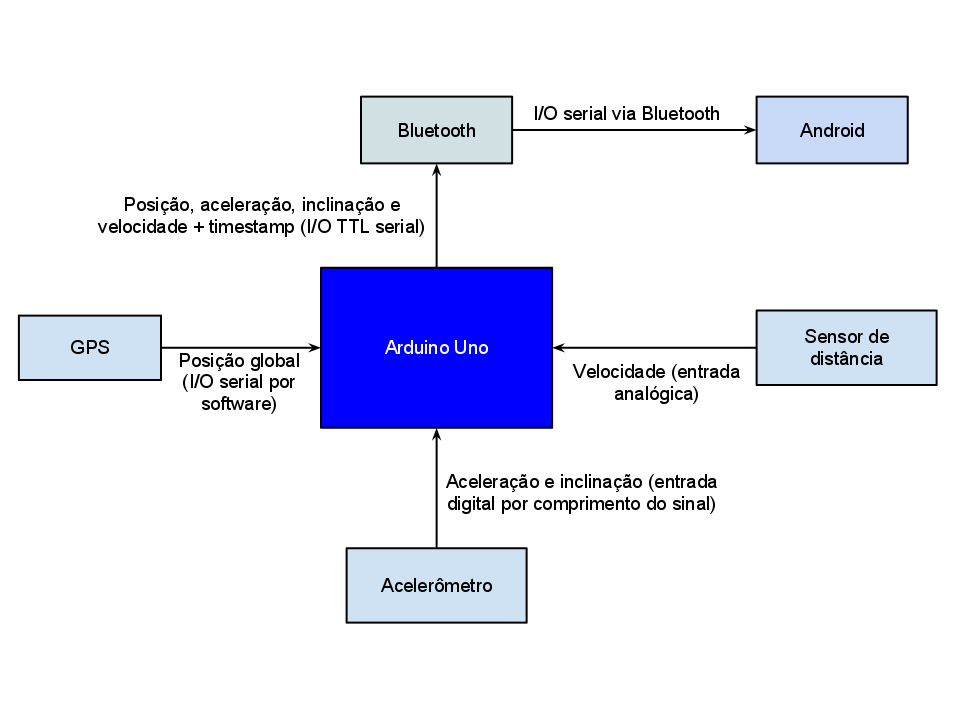 Bluetooth
I/O serial via Bluetooth
Android
Posição, aceleração, inclinação e
velocidade + timestamp (I/O TTL serial)
GPS
Posição global
(I/O serial por
software)
Arduino Uno
Sensor de
distância
Velocidade (entrada
analógica)
Aceleração e inclinação (entrada
digital por comprimento do sinal)
Acelerômetro